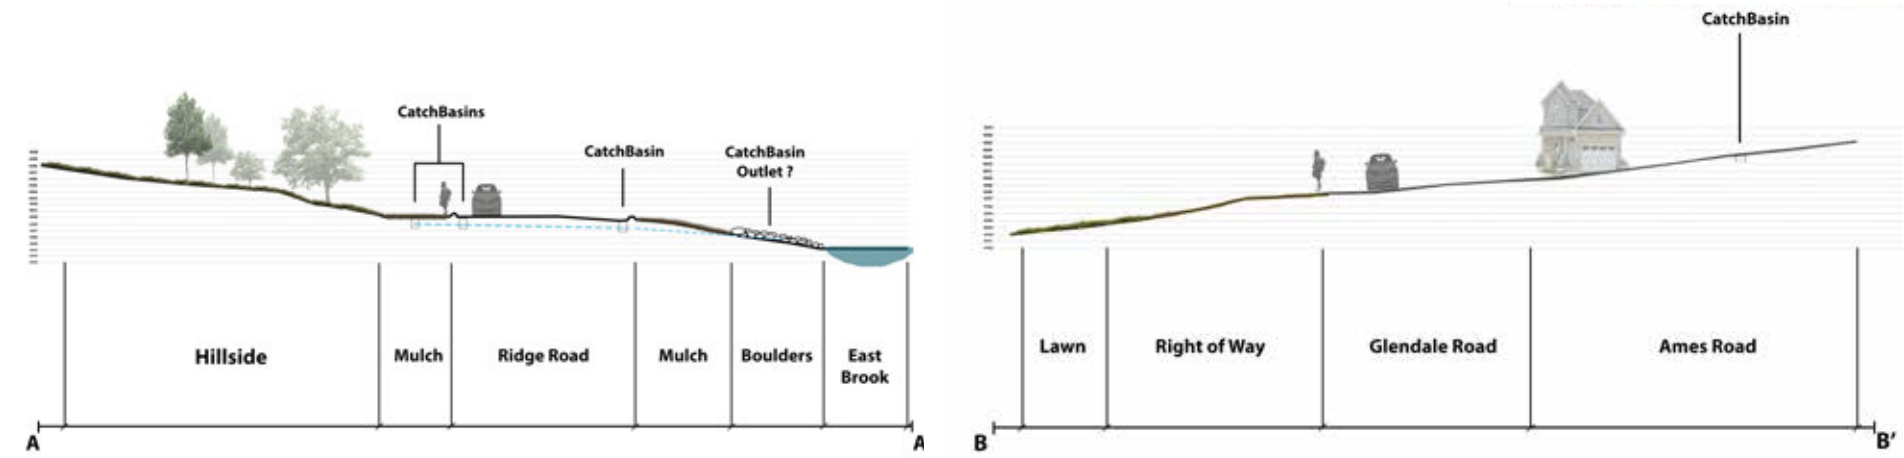 CatchBasins
CatchBasin
CatchBasin
Outlet ?
Hillside
Mulch
Ridge Road
Mulch
Boulders
East
Brook
A
A
CatchBasin
Lawn
Right of Way
Glendale Road
Ames Road
B
B'